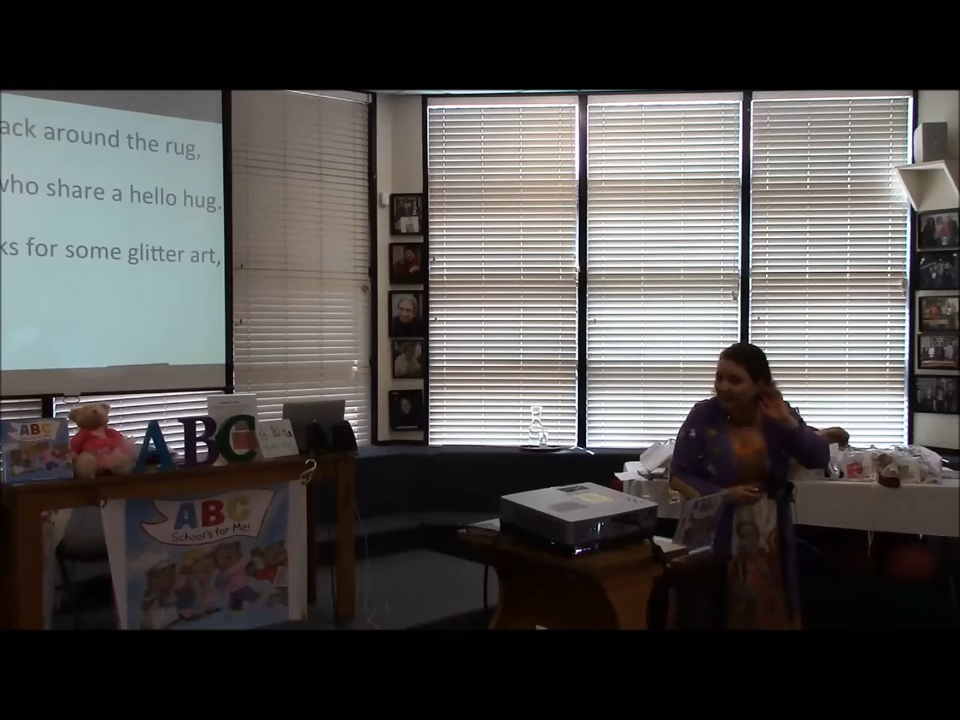 ack around the rug,
who share a hello hug.
ks for some glitter art,
ABC
ABC
ABC
School's for Me!